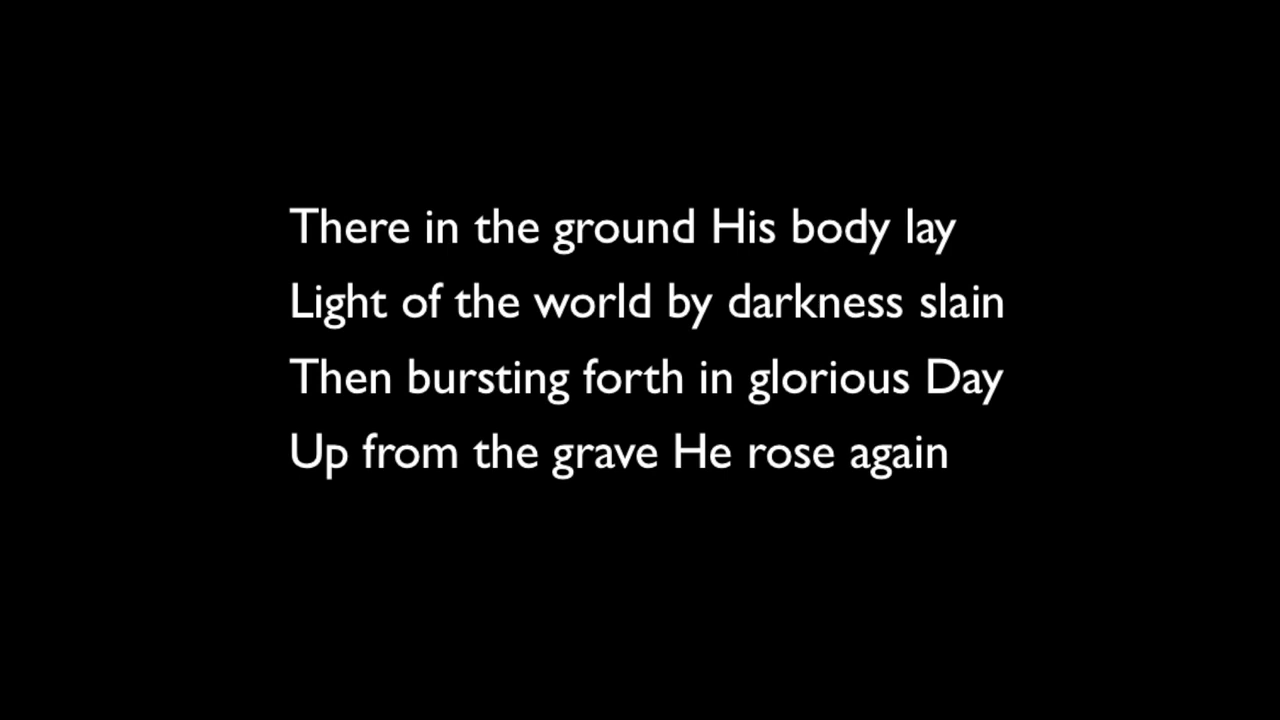 There in the ground His body lay
Light of the world by darkness slain
Then bursting forth in glorious Day
Up from the grave He rose again